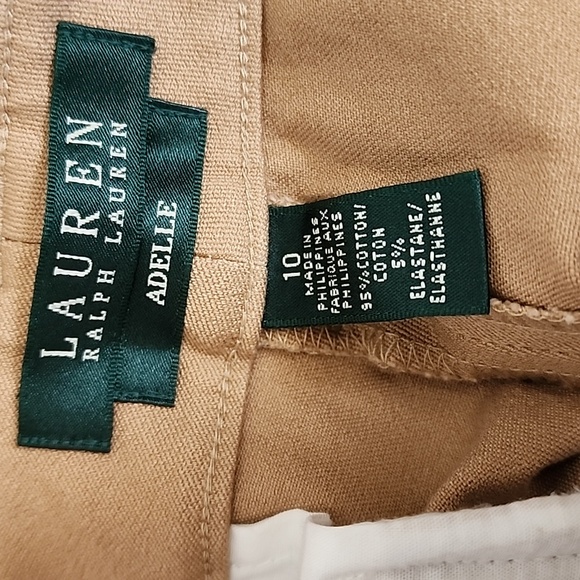 LAUREN
RALPH LAUREN
ADELLE
10
MADE IN
PHILIPPINES/
FABRIQUE AUX
PHILIPPINES
95%COTTON/
COTON
5%
ELASTANE/
ELASTHANNE